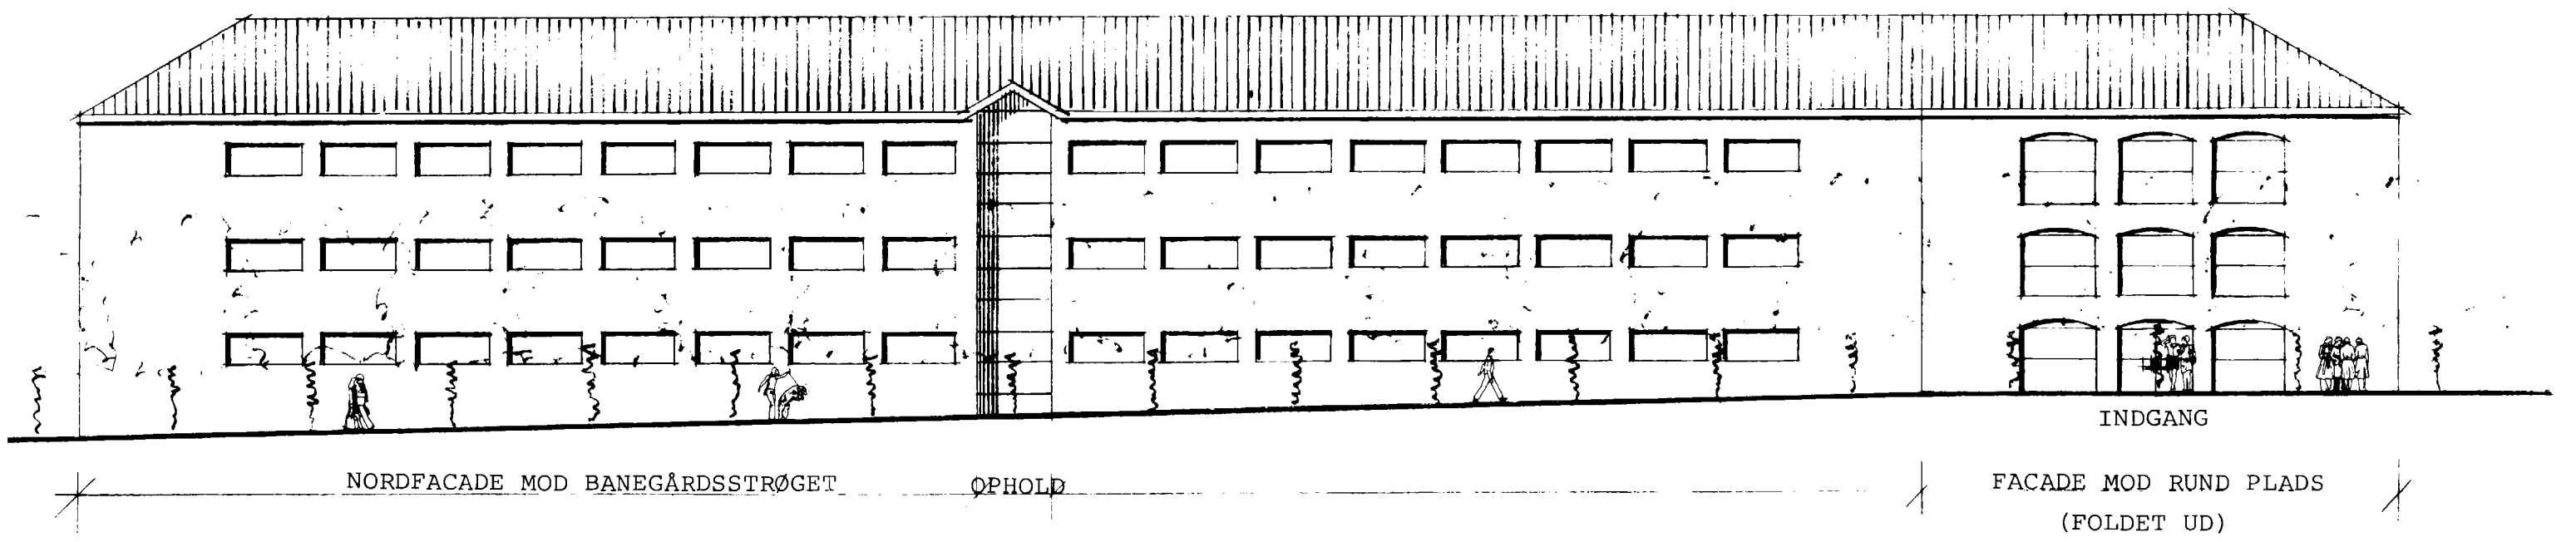 INDGANG
NORDFACADE MOD BANEGÅRDSSTRØGET
OPHOLD
FACADE MOD RUND PLADS
(FOLDET UD)